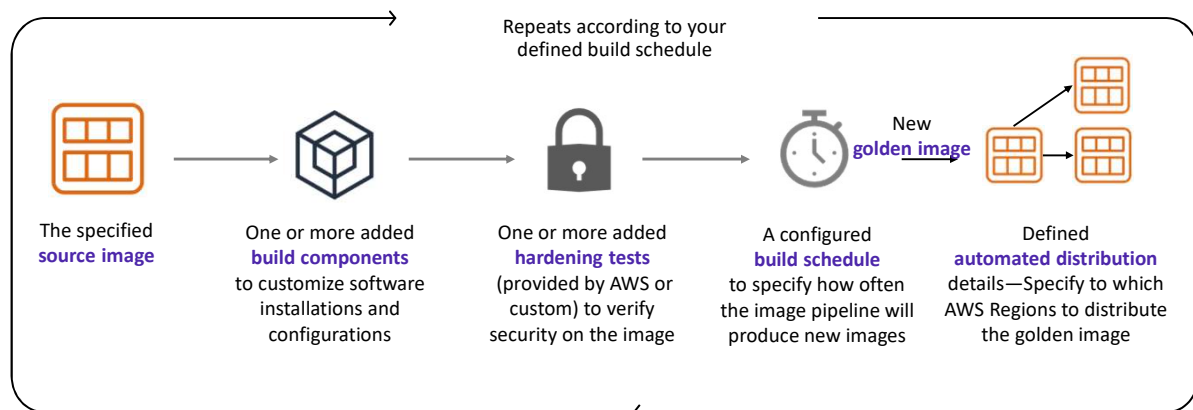 Repeats according to your
defined build schedule
New
golden image
The specified
source image
One or more added
build components
to customize software
installations and
configurations
One or more added
hardening tests
(provided by AWS or
custom) to verify
security on the image
A configured
build schedule
to specify how often
the image pipeline will
produce new images
Defined
automated distribution
details—Specify to which
AWS Regions to distribute
the golden image